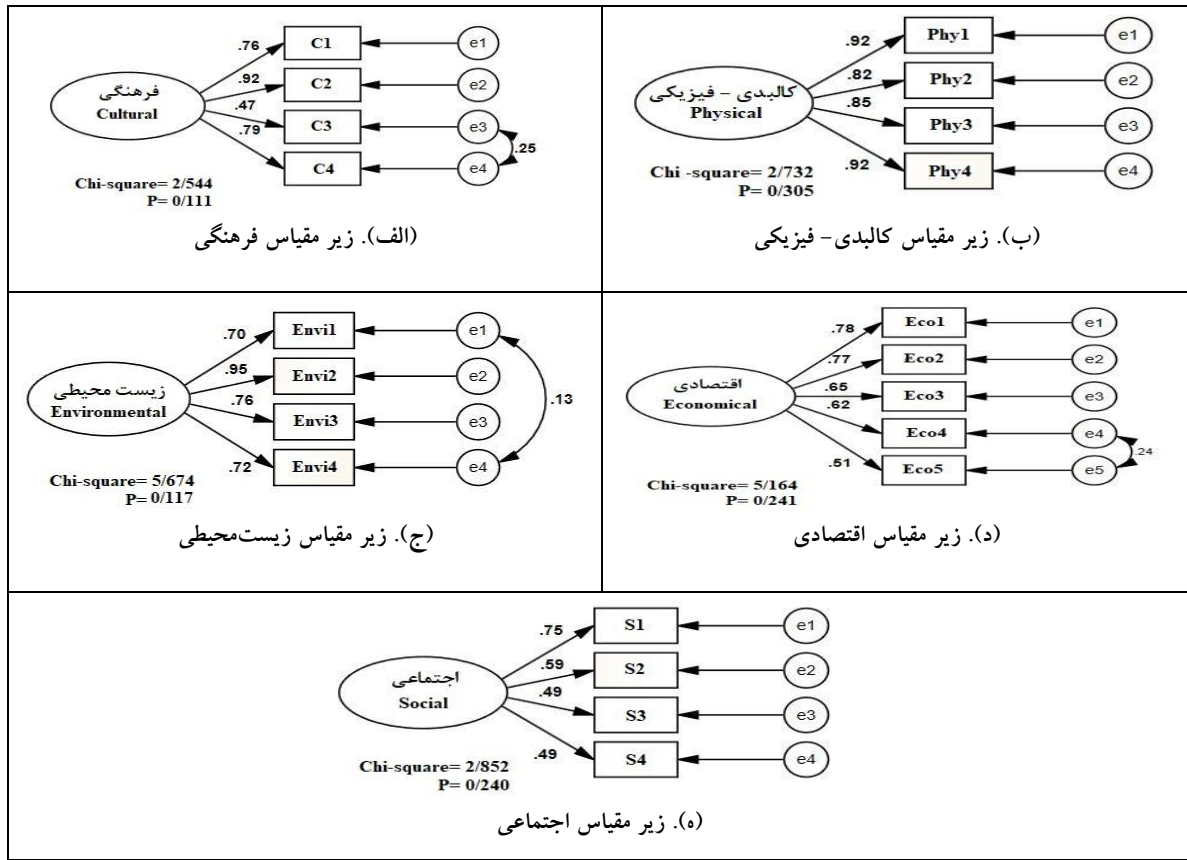 .76
C1
e1
فرهنگی
Cultural
.92
C2
e2
.47
C3
e3
.79
C4
e4
.25
Chi-square= 2/544
P= 0/111
(الف). زیر مقیاس فرهنگی
.92
Phy1
e1
کالبدی - فیزیکی
Physical
.82
Phy2
e2
.85
Phy3
e3
.92
Phy4
e4
Chi -square= 2/732
P= 0/305
(ب). زیر مقیاس کالبدی- فیزیکی
.70
Envi1
e1
زیست محیطی
Environmental
.95
Envi2
e2
.76
Envi3
e3
.72
Envi4
e4
.13
Chi-square= 5/674
P= 0/117
(ج). زیر مقیاس زیست‌محیطی
.78
Eco1
e1
اقتصادی
Economical
.77
Eco2
e2
.65
Eco3
e3
.62
Eco4
e4
.51
Eco5
e5
.24
Chi-square= 5/164
P= 0/241
(د). زیر مقیاس اقتصادی
.75
S1
e1
اجتماعی
Social
.59
S2
e2
.49
S3
e3
.49
S4
e4
Chi-square= 2/852
P= 0/240
(ه). زیر مقیاس اجتماعی